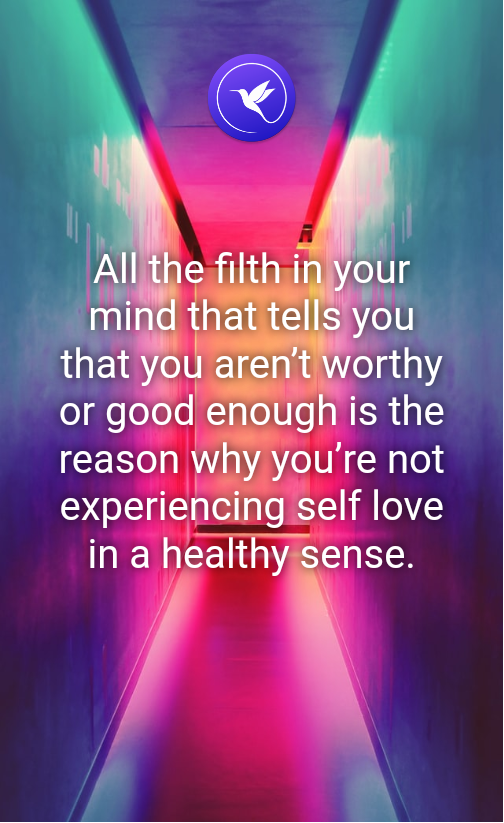 All the filth in your
mind that tells you
that you aren’t worthy
or good enough is the
reason why you’re not
experiencing self love
in a healthy sense.